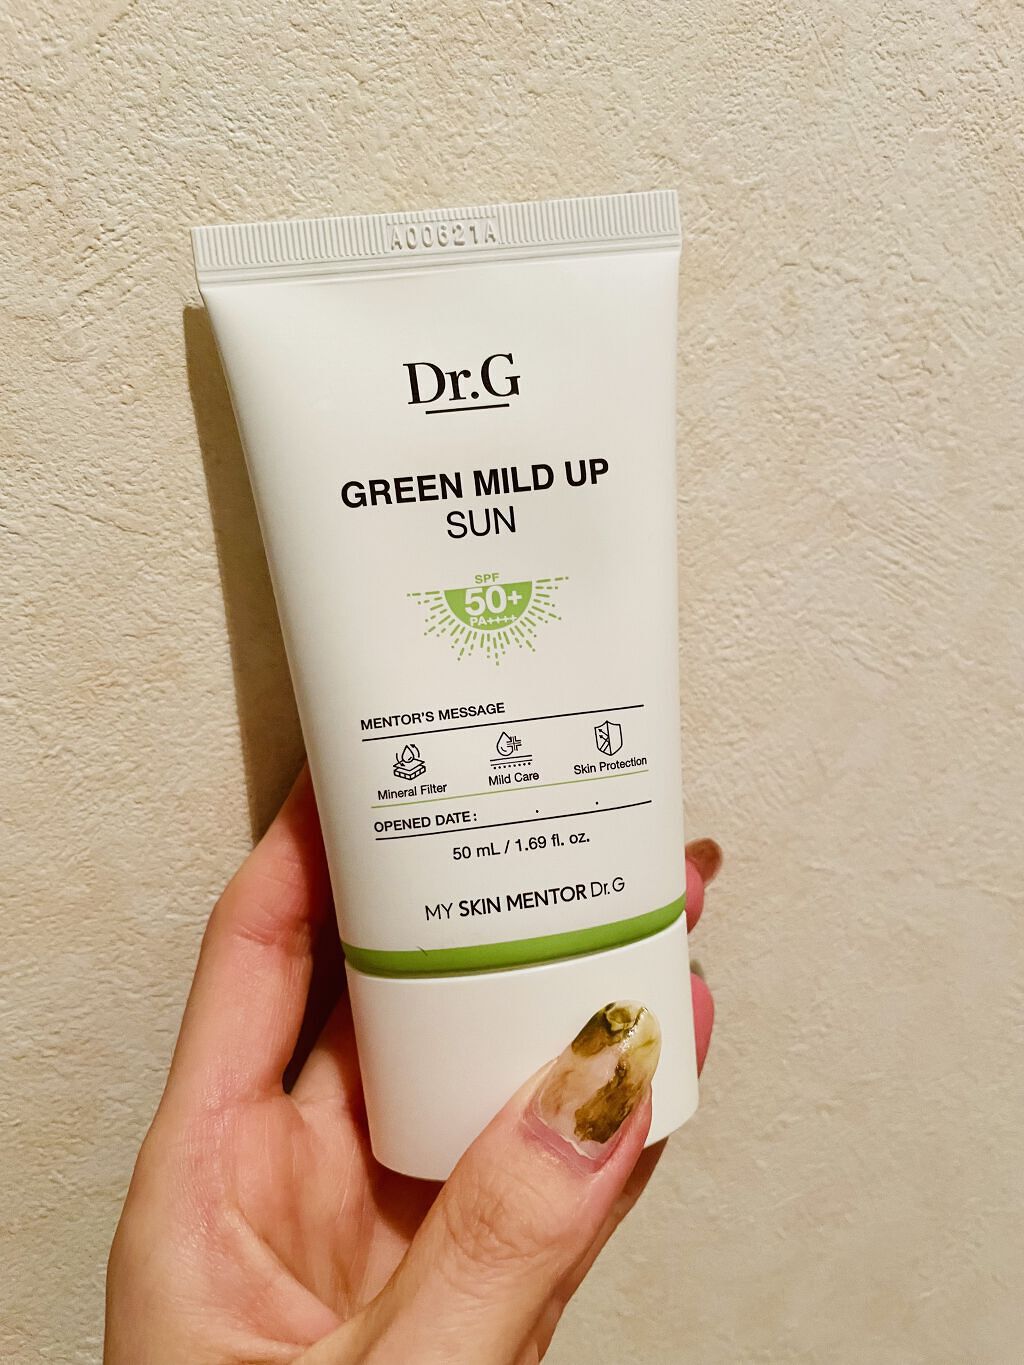 A00621A
Dr.G
GREEN MILD UP
SUN
SPF
50+
PA++++
MENTOR'S MESSAGE
Mineral Filter
Mild Care
Skin Protection
OPENED DATE :     .     .
50 mL / 1.69 fl. oz.
MY SKIN MENTOR Dr.G